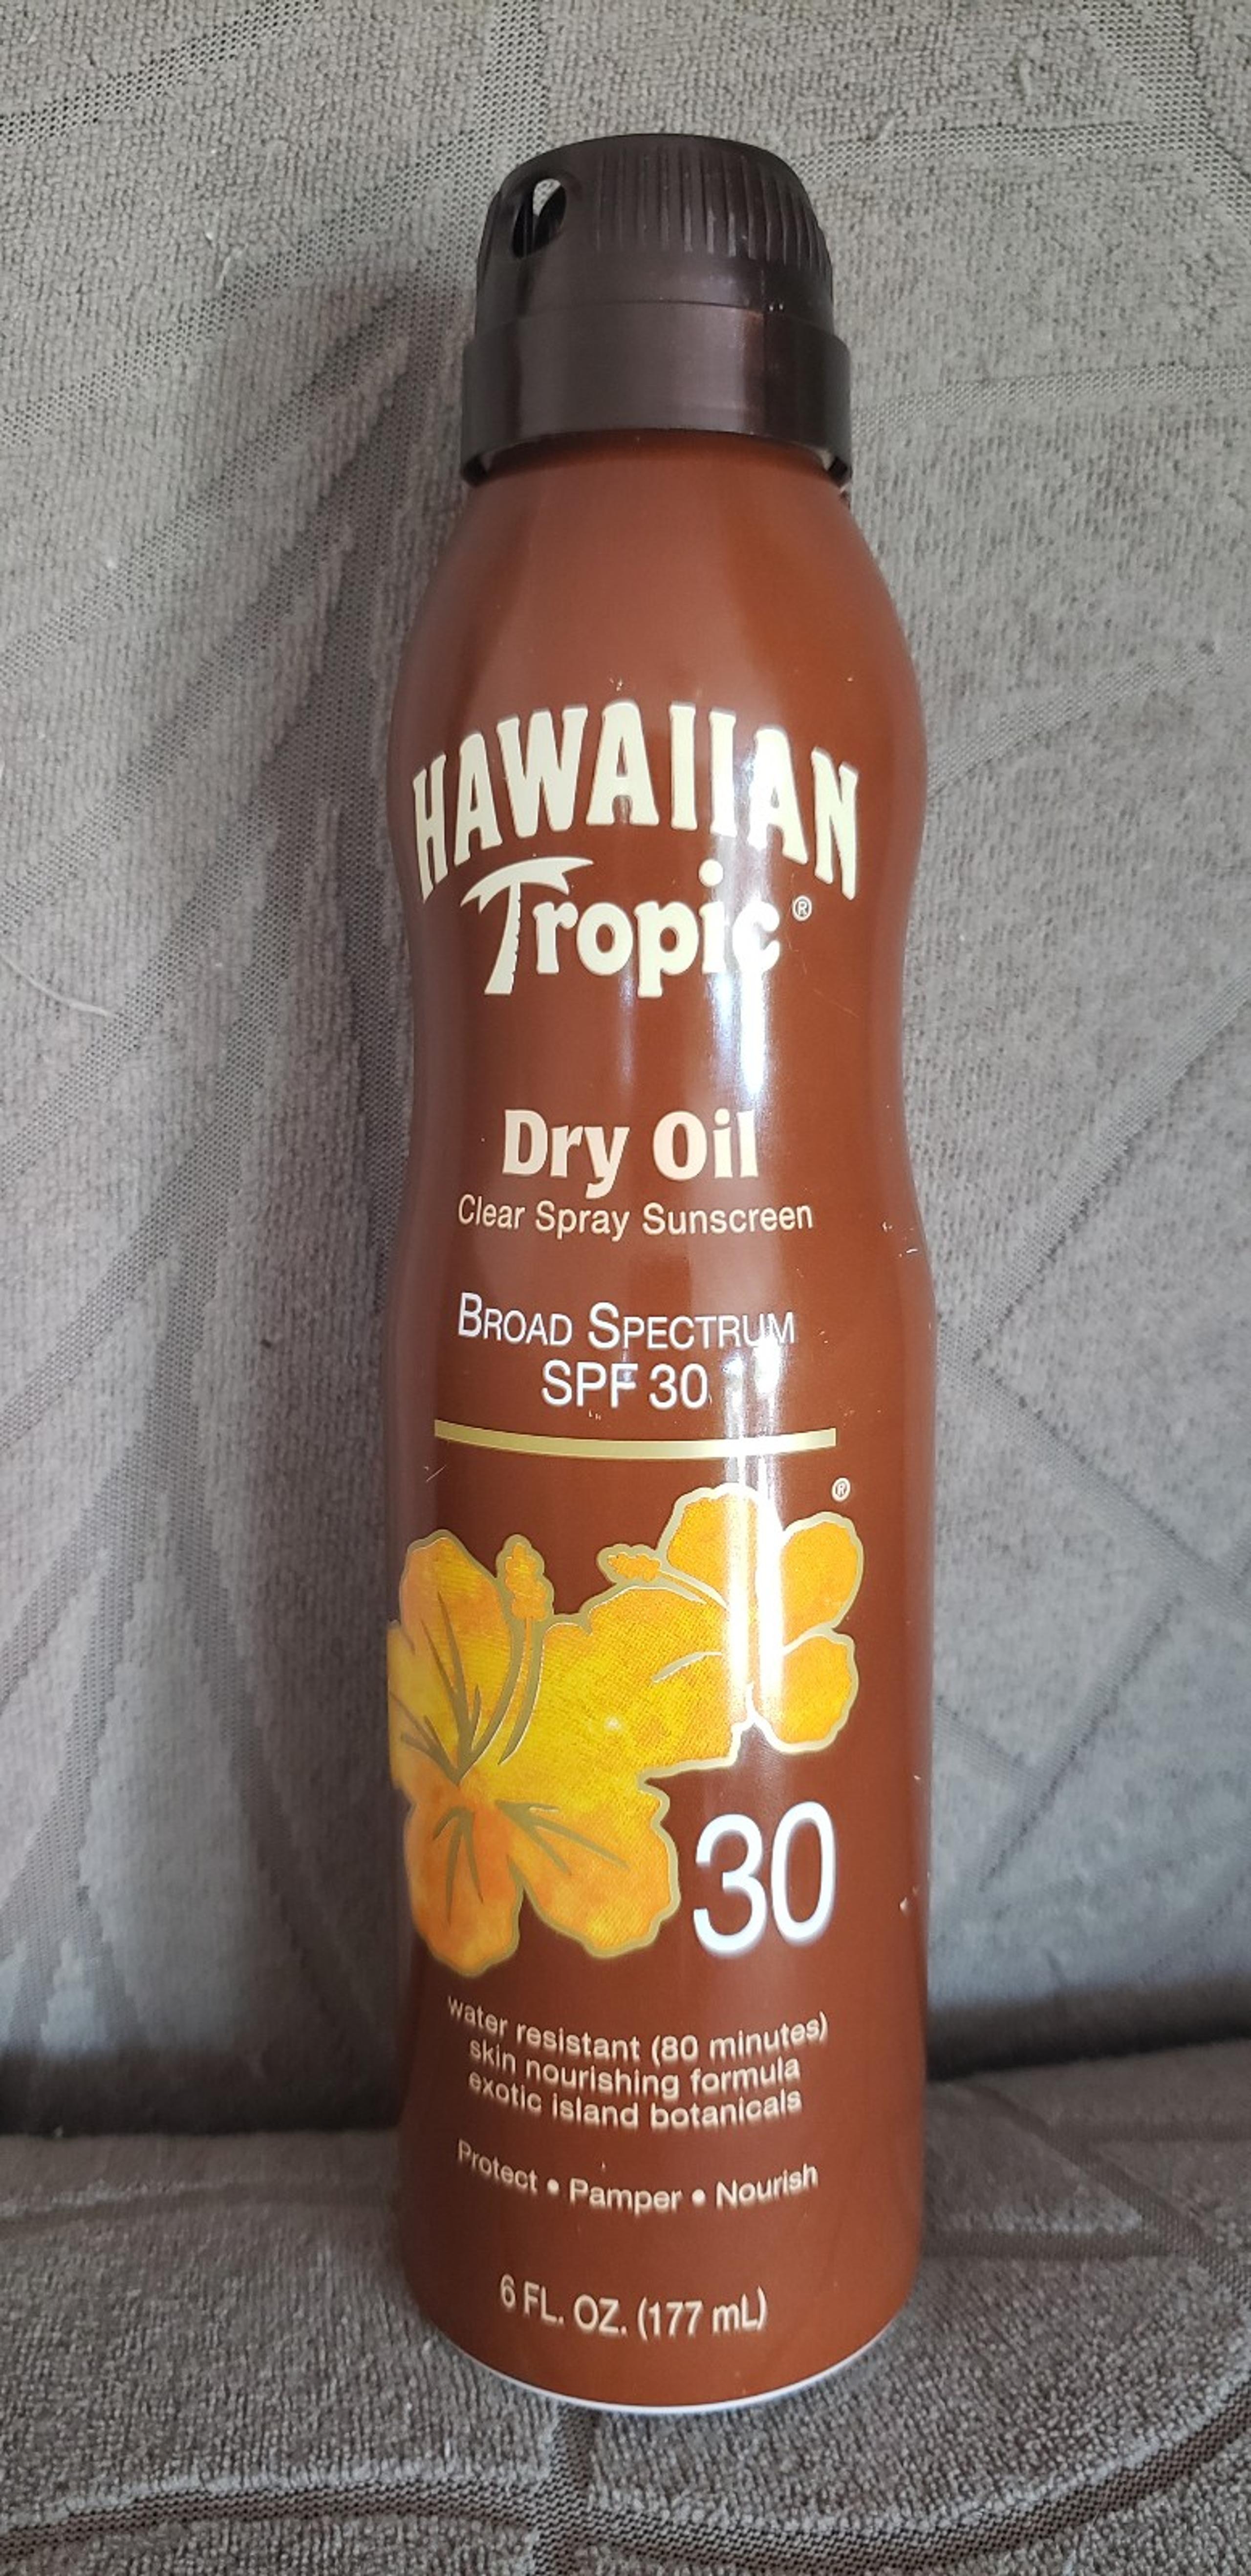 HAWAIIAN
Tropic®
Dry Oil
Clear Spray Sunscreen
BROAD SPECTRUM
SPF 30
®
30
water resistant (80 minutes)
skin nourishing formula
exotic island botanicals
Protect • Pamper • Nourish
6 FL. OZ. (177 mL)